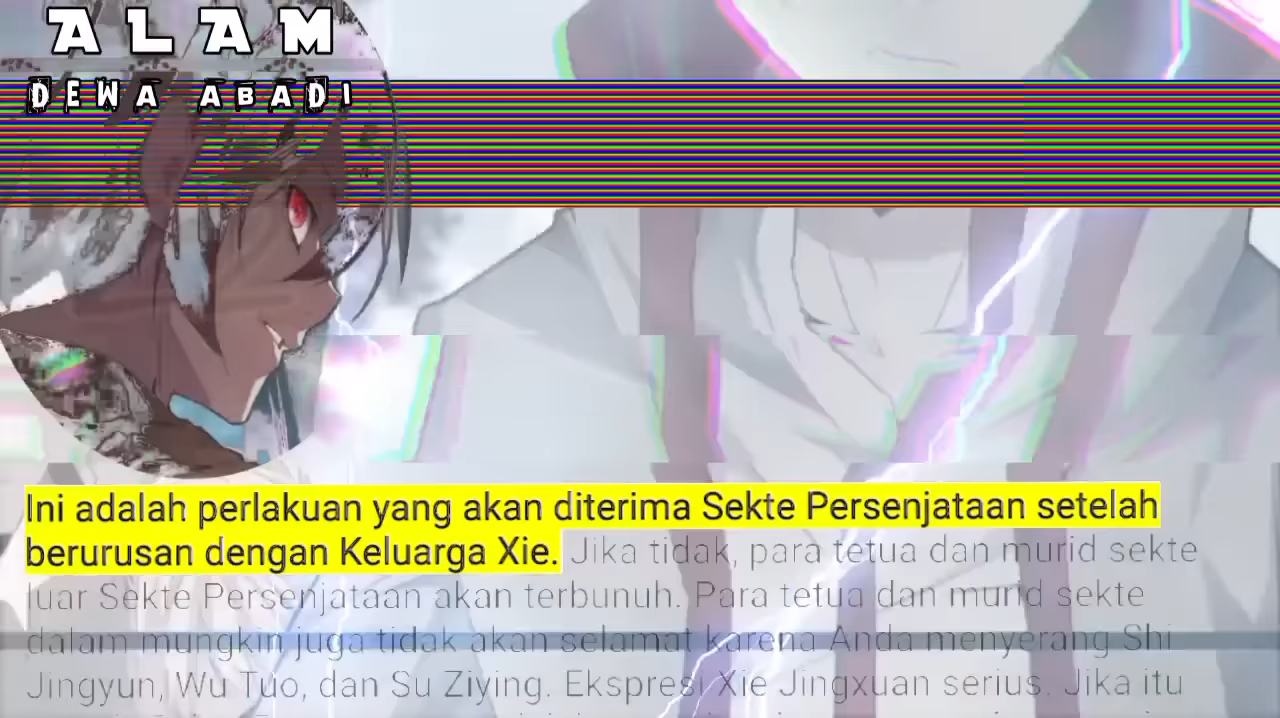 ALAM
DEWA ABADI
Ini adalah perlakuan yang akan diterima Sekte Persenjataan setelah
berurusan dengan Keluarga Xie. Jika tidak, para tetua dan murid sekte
luar Sekte Persenjataan akan terbunuh. Para tetua dan murid sekte
dalam mungkin juga tidak akan selamat karena Anda menyerang Shi
Jingyun, Wu Tuo, dan Su Ziying. Ekspresi Xie Jingxuan serius. Jika itu